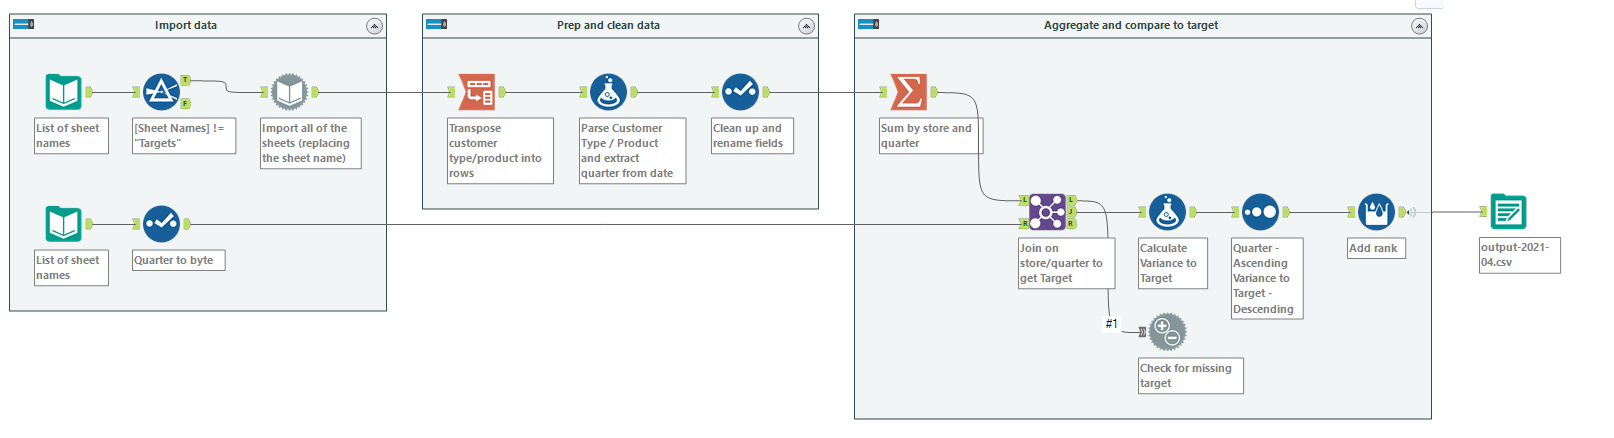 Import data
List of sheet
names
T
F
[Sheet Names] !=
"Targets"
Import all of the
sheets (replacing
the sheet name)
List of sheet
names
Quarter to byte
Prep and clean data
Transpose
customer
type/product into
rows
Parse Customer
Type / Product
and extract
quarter from date
Clean up and
rename fields
Aggregate and compare to target
Sum by store and
quarter
L
R
L
J
R
Join on
store/quarter to
get Target
Calculate
Variance to
Target
Quarter -
Ascending
Variance to
Target -
Descending
Add rank
#1
Check for missing
target
output-2021-
04.csv